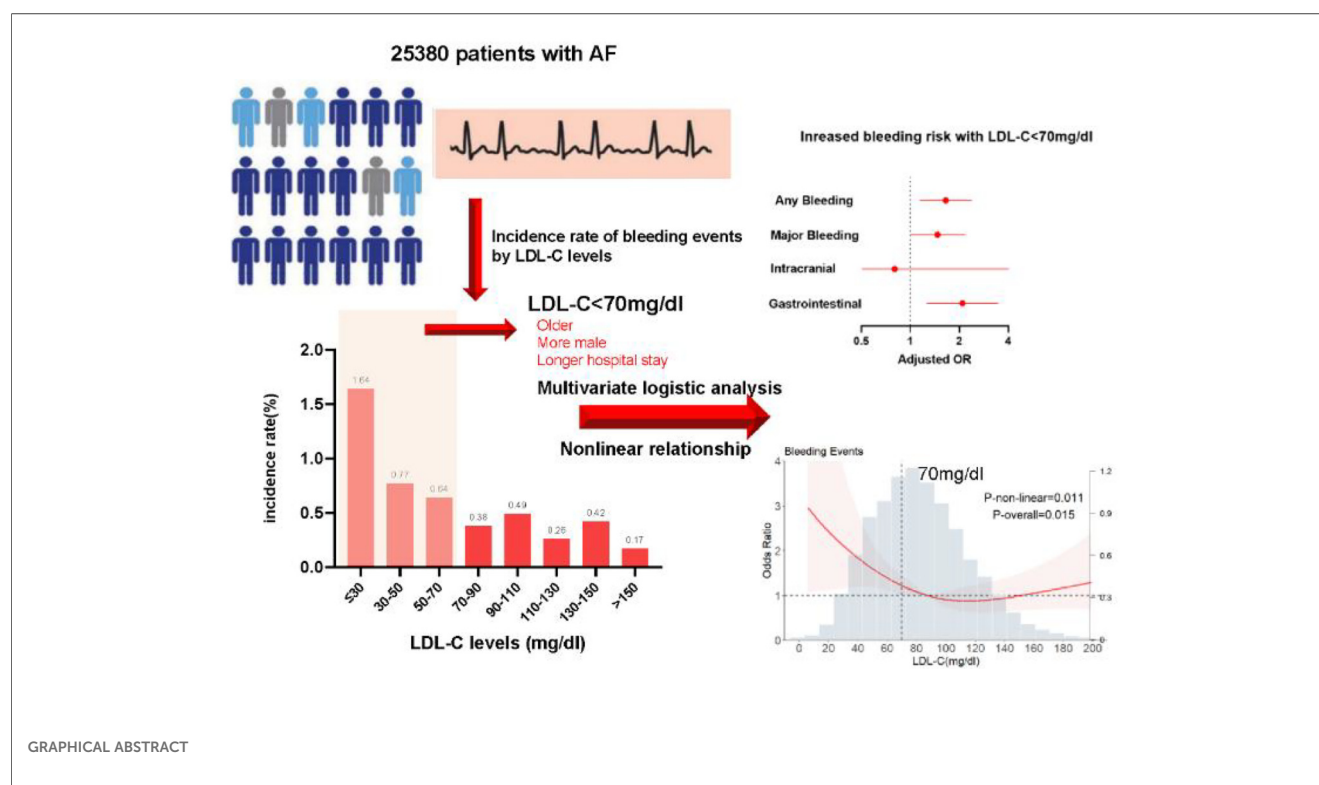 25380 patients with AF
Incidence rate of bleeding events
by LDL-C levels
LDL-C<70mg/dl
Older
More male
Longer hospital stay
Multivariate logistic analysis
Nonlinear relationship
incidence rate(%)
2.0
1.5
1.0
0.5
0.0
1.64
0.77
0.64
0.38
0.49
0.26
0.42
0.17
≤30
30-50
50-70
70-90
90-110
110-130
130-150
>150
LDL-C levels (mg/dl)
Inreased bleeding risk with LDL-C<70mg/dl
Any Bleeding
Major Bleeding
Intracranial
Gastrointestinal
0.5 1 2 4
Adjusted OR
Bleeding Events
70mg/dl
P-non-linear=0.011
P-overall=0.015
Odds Ratio
4
3
2
1
0
1.2
0.9
0.6
0.3
0
0 20 40 60 80 100 120 140 160 180 200
LDL-C(mg/dl)
GRAPHICAL ABSTRACT